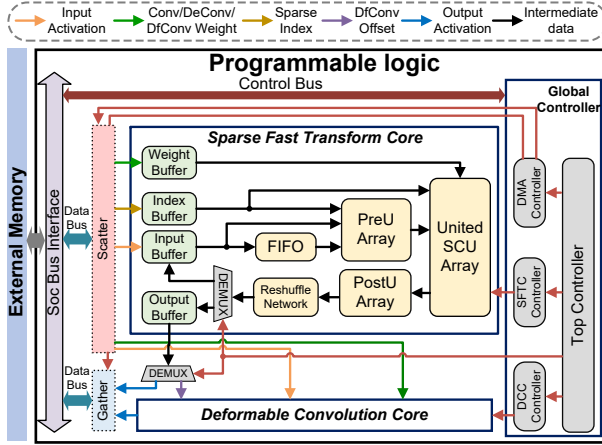 Input
Activation
Conv/DeConv/
DfConv Weight
Sparse
Index
DfConv
Offset
Output
Activation
Intermediate
data
Programmable logic
Control Bus
Global
Controller
External Memory
Soc Bus Interface
Data
Bus
Scatter
Sparse Fast Transform Core
Weight
Buffer
Index
Buffer
Input
Buffer
FIFO
PreU
Array
United
SCU
Array
Output
Buffer
DEMUX
Reshuffle
Network
PostU
Array
DMA
Controller
SFTC
Controller
DCC
Controller
Top Controller
Data
Bus
Gather
DEMUX
Deformable Convolution Core